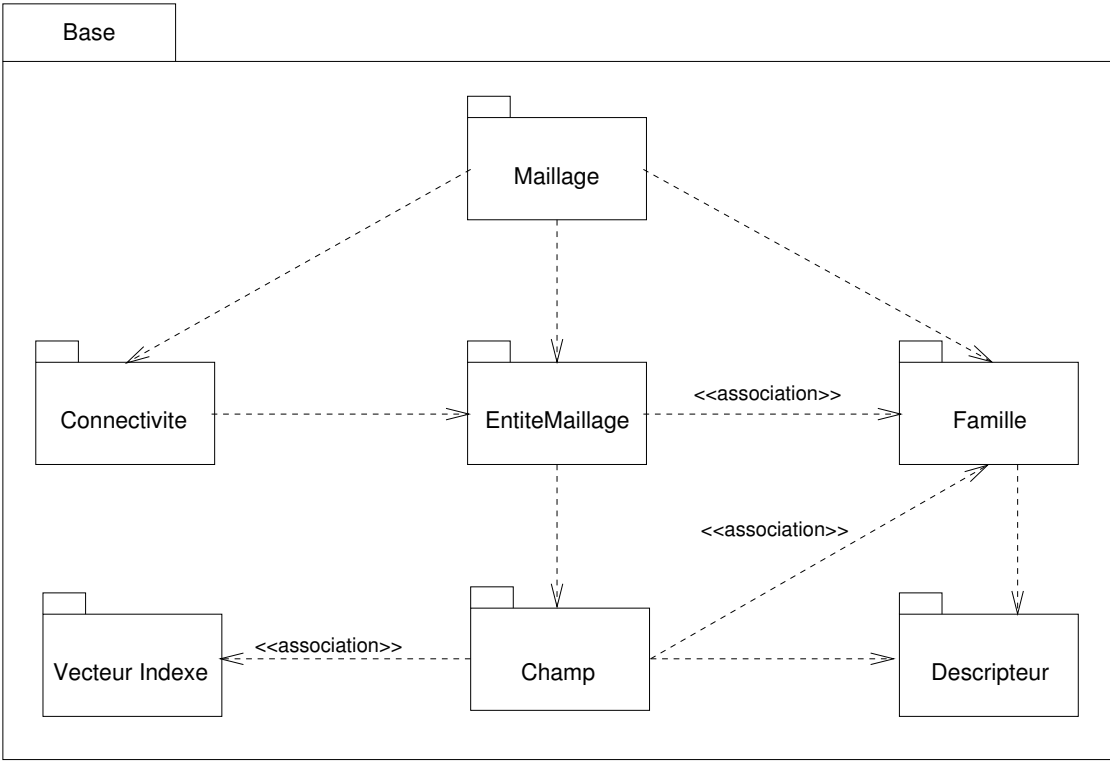 Base
Maillage
Connectivite
EntiteMaillage
<<association>>
Famille
<<association>>
Vecteur Indexe
<<association>>
Champ
Descripteur